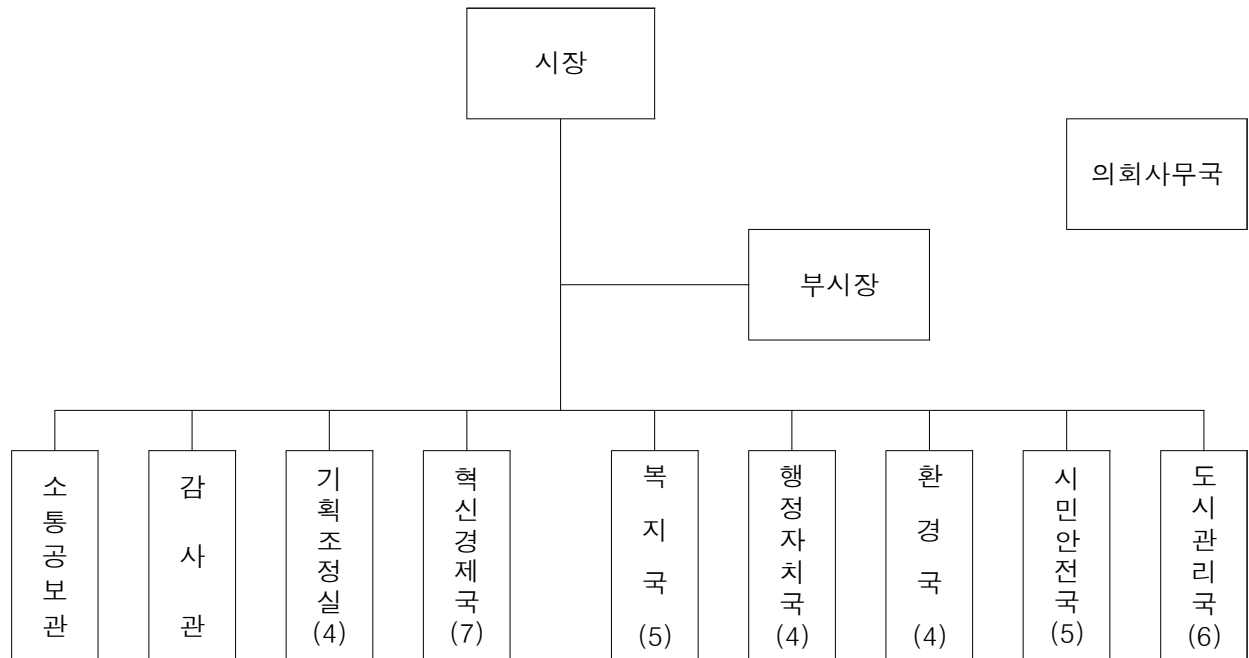 시장
의회사무국
부시장
소통공보관
감사관
기획조정실
(4)
혁신경제국
(7)
복지국
(5)
행정자치국
(4)
환경국
(4)
시민안전국
(5)
도시관리국
(6)